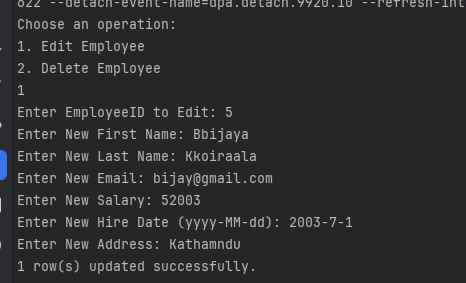 822 --detach-event-name=dpa.detach.9920.10 --refresh-int
Choose an operation:
1. Edit Employee
2. Delete Employee
1
Enter EmployeeID to Edit: 5
Enter New First Name: Bbijaya
Enter New Last Name: Kkoiraala
Enter New Email: bijay@gmail.com
Enter New Salary: 52003
Enter New Hire Date (yyyy-MM-dd): 2003-7-1
Enter New Address: Kathamndu
1 row(s) updated successfully.